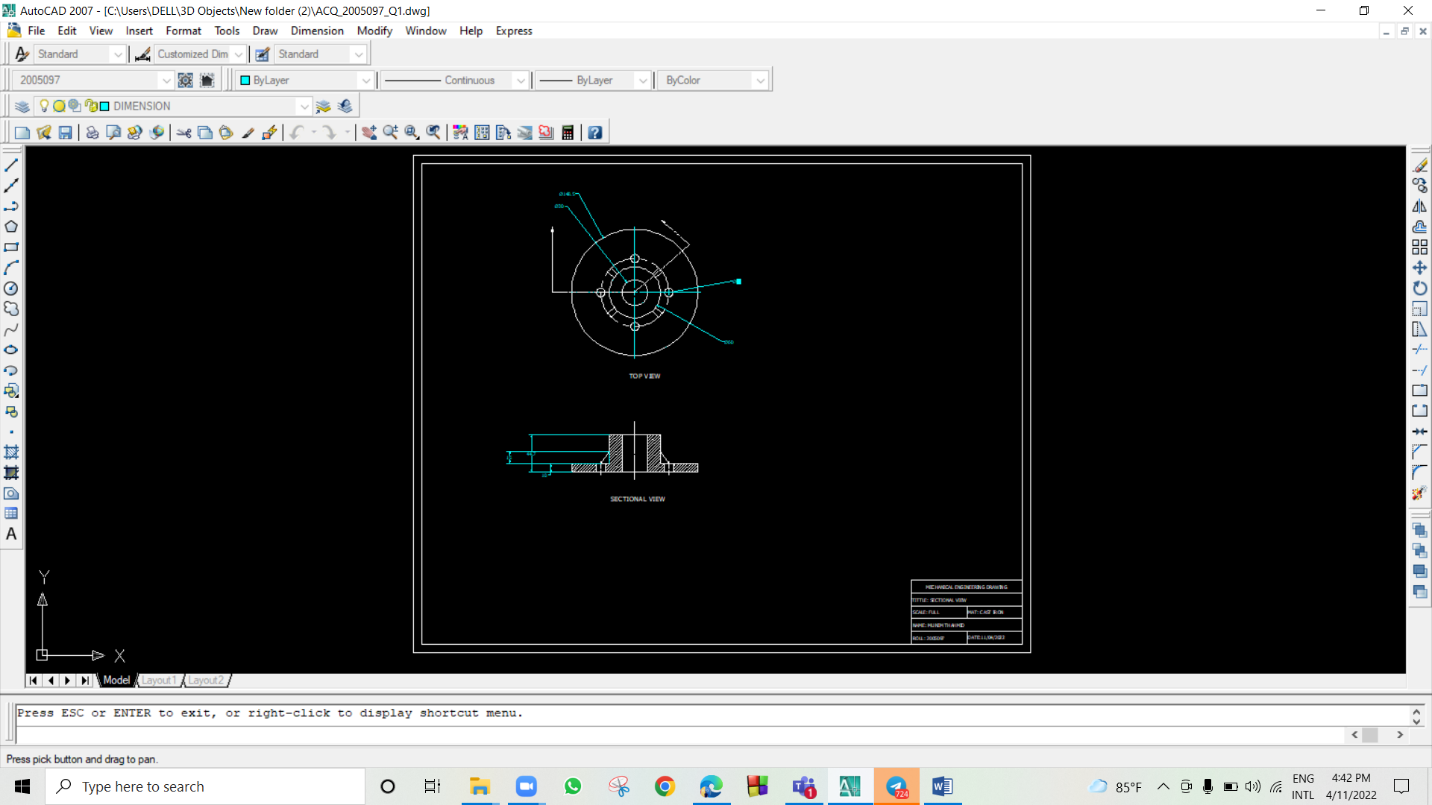 AutoCAD 2007 - [C:\Users\DELL\3D Objects\New folder (2)\ACQ_2005097_Q1.dwg]
File Edit View Insert Format Tools Draw Dimension Modify Window Help Express
Standard Customized Dim Standard
2005097 ByLayer Continuous ByLayer ByColor
DIMENSION
TOP VIEW
SECTIONAL VIEW
MECHANICAL ENGINEERING DRAWING
TITTLE: SECTIONAL VIEW
SCALE: FULL MAT: CAST IRON
ROLL: 2005097
Y
X
Model Layout1 Layout2
Press ESC or ENTER to exit, or right-click to display shortcut menu.
Press pick button and drag to pan.
Type here to search
1
724
85°F
ENG
INTL
4:42 PM
4/11/2022